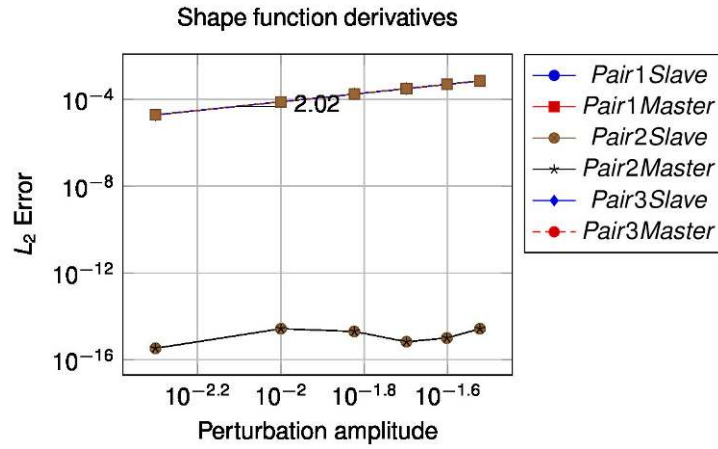 Shape function derivatives
10⁻⁴
10⁻⁸
10⁻¹²
10⁻¹⁶
2.02
L₂ Error
10⁻²·²
10⁻²
10⁻¹·⁸
10⁻¹·⁶
Perturbation amplitude
Pair1Slave
Pair1Master
Pair2Slave
Pair2Master
Pair3Slave
Pair3Master